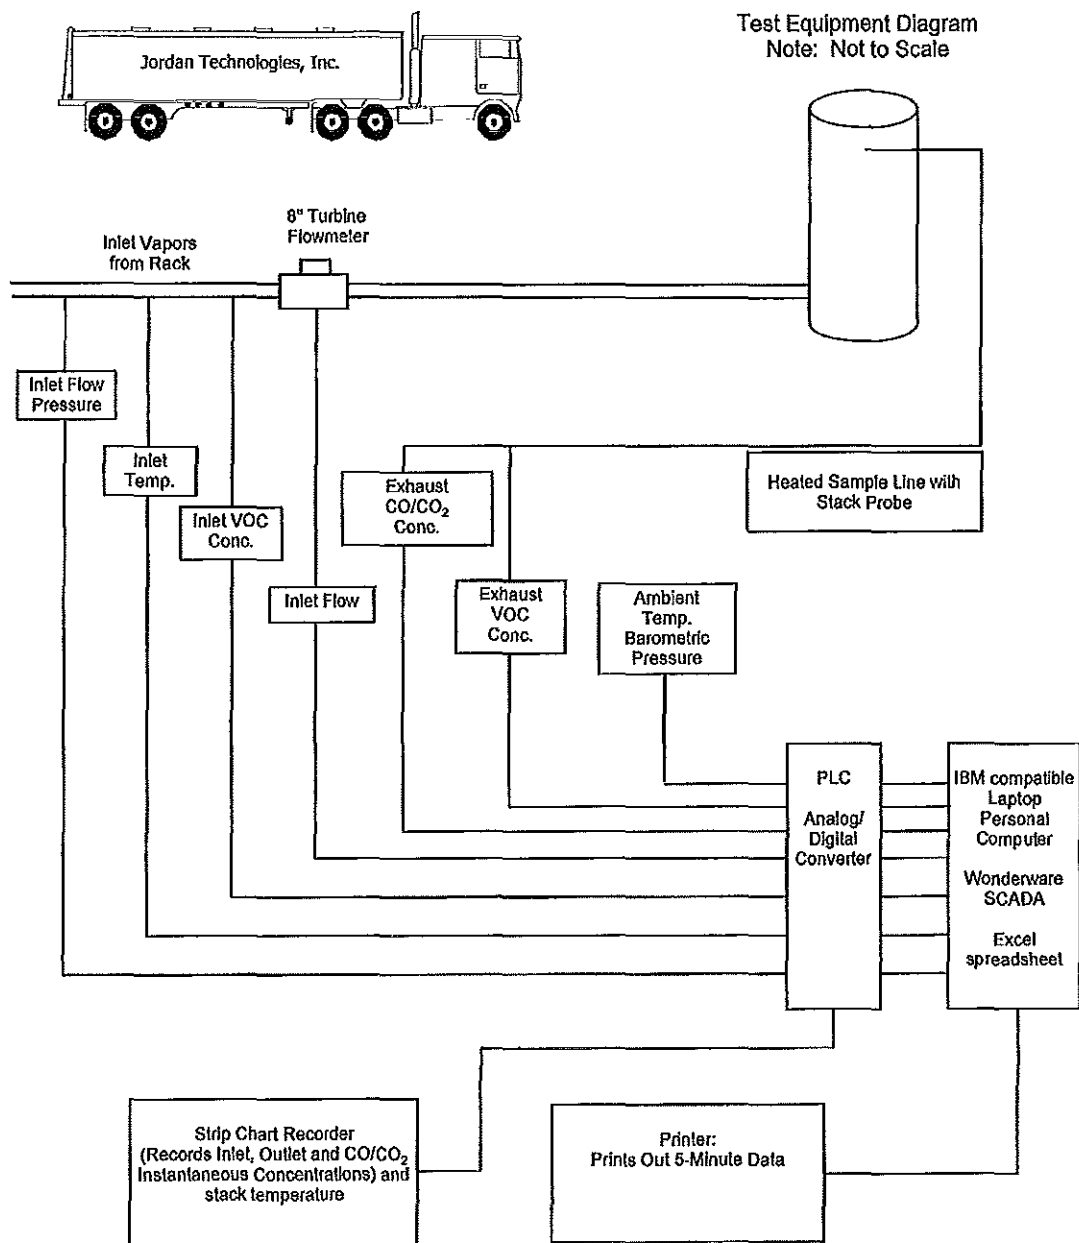 Test Equipment Diagram
Note: Not to Scale
Jordan Technologies, Inc.
8" Turbine
Flowmeter
Inlet Vapors
from Rack
Inlet Flow
Pressure
Inlet
Temp.
Inlet VOC
Conc.
Inlet Flow
Exhaust
CO/CO₂
Conc.
Heated Sample Line with
Stack Probe
Exhaust
VOC
Conc.
Ambient
Temp.
Barometric
Pressure
PLC
Analog/
Digital
Converter
IBM compatible
Laptop
Personal
Computer
Wonderware
SCADA
Excel
spreadsheet
Strip Chart Recorder
(Records Inlet, Outlet and CO/CO₂
Instantaneous Concentrations) and
stack temperature
Printer:
Prints Out 5-Minute Data